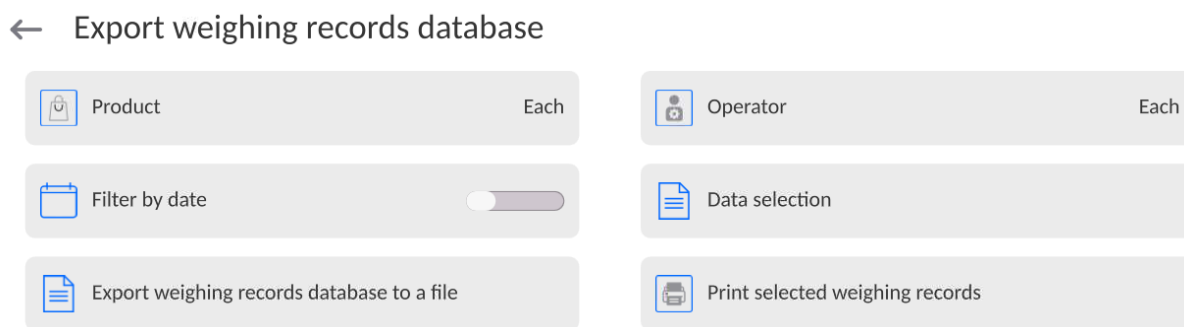 Export weighing records database
Product Each
Operator Each
Filter by date
Data selection
Export weighing records database to a file
Print selected weighing records